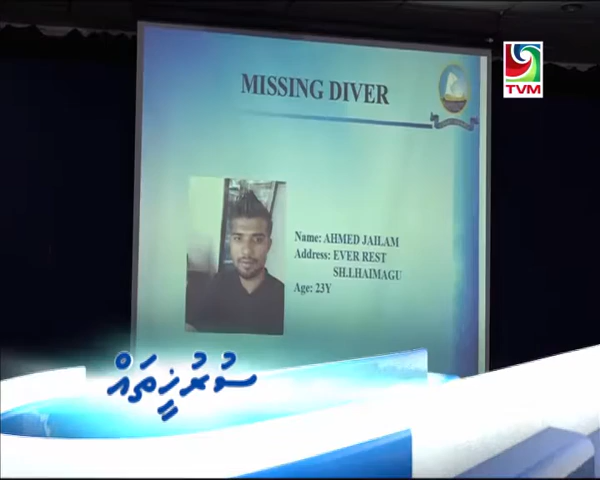 MISSING DIVER
TVM
Name: AHMED JAILAM
Address: EVER REST
SH.LHAIMAGU
Age: 23Y
ސުރުޚީތައް